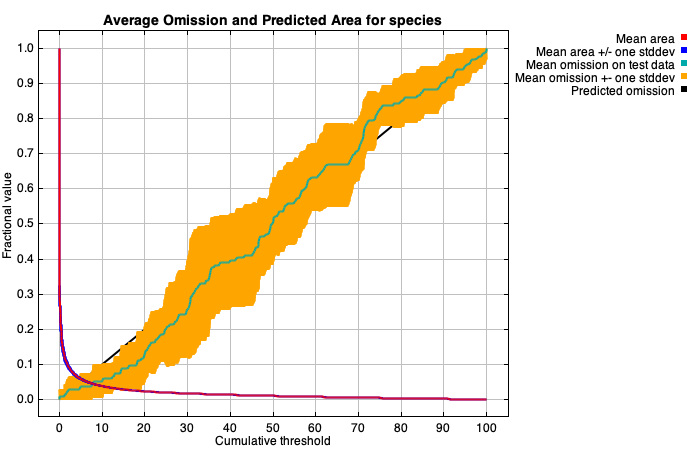 Average Omission and Predicted Area for species
Mean area
Mean area +/- one stddev
Mean omission on test data
Mean omission +- one stddev
Predicted omission
Fractional value
1.0
0.9
0.8
0.7
0.6
0.5
0.4
0.3
0.2
0.1
0.0
0 10 20 30 40 50 60 70 80 90 100
Cumulative threshold